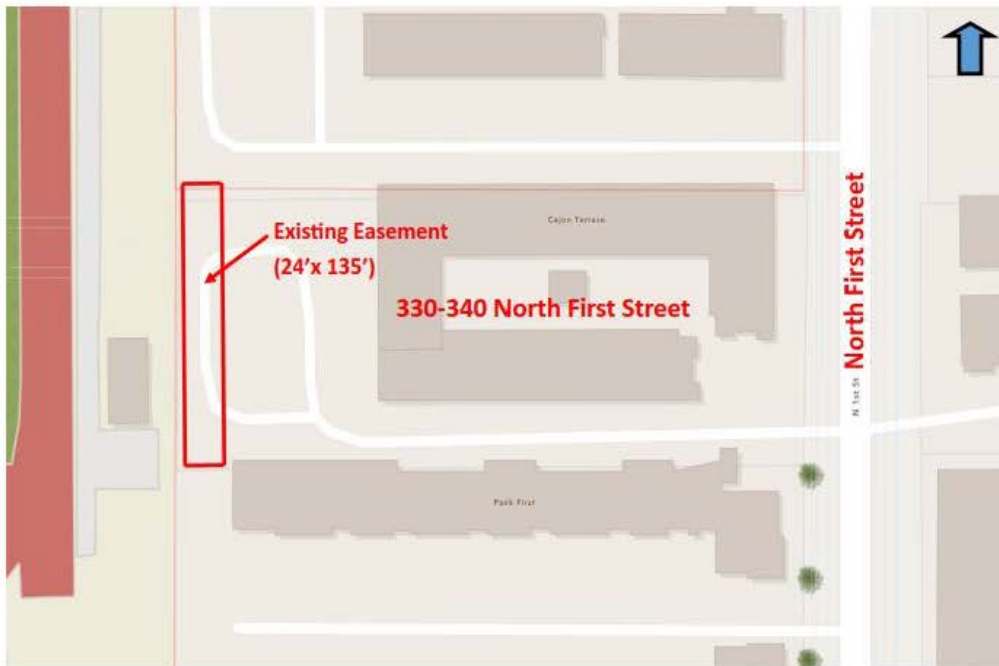 Cajon Terrace
Existing Easement
(24’x 135’)
330-340 North First Street
North First Street
N 1st St
Park First